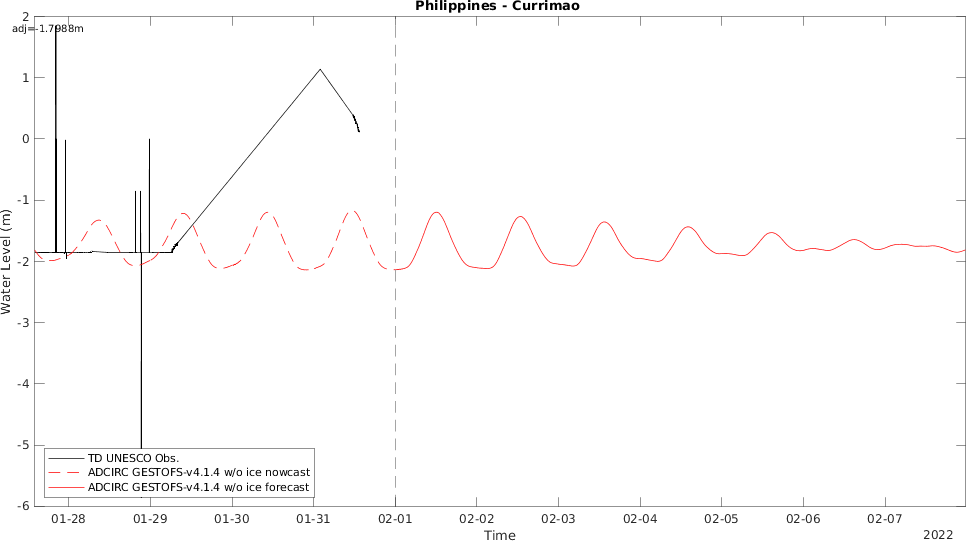 Philippines - Currimao
adj=-1.7988m
2
1
0
-1
-2
-3
-4
-5
-6
Water Level (m)
TD UNESCO Obs.
ADCIRC GESTOFS-v4.1.4 w/o ice nowcast
ADCIRC GESTOFS-v4.1.4 w/o ice forecast
01-28 01-29 01-30 01-31 02-01 02-02 02-03 02-04 02-05 02-06 02-07
Time
2022